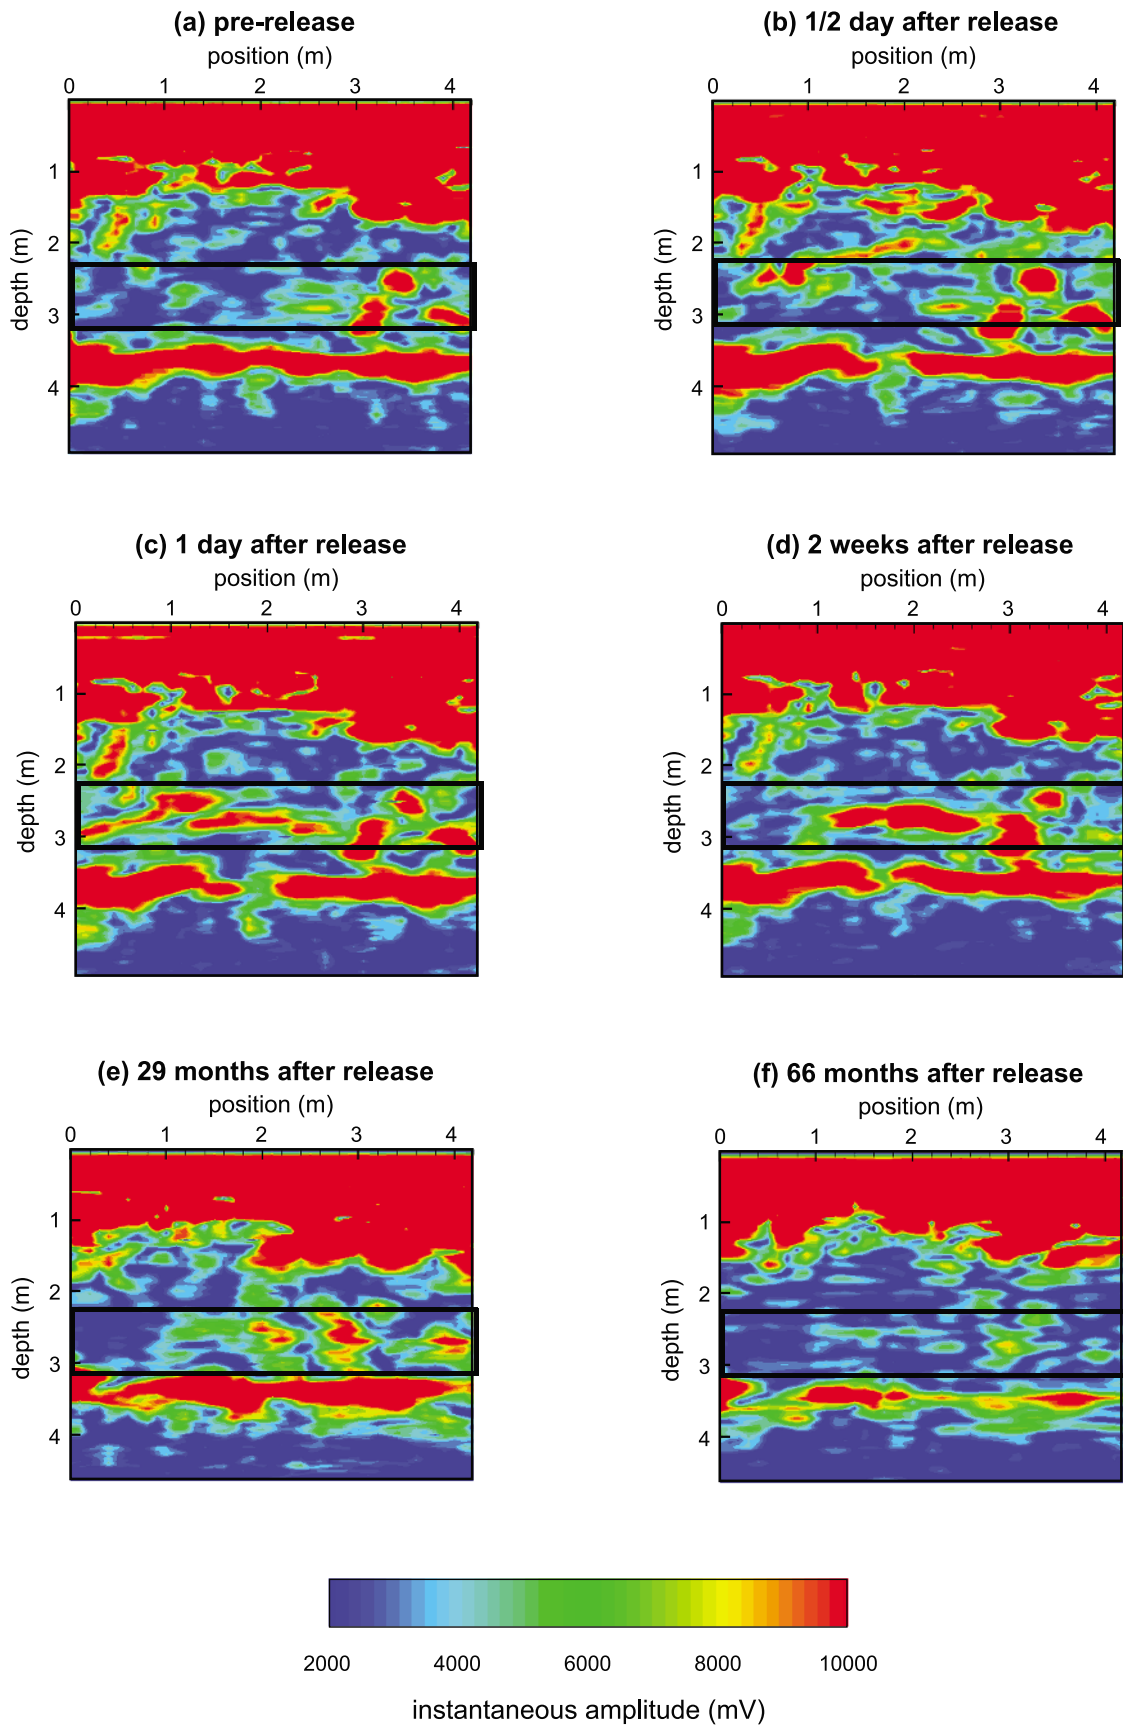 (a) pre-release
position (m)
0 1 2 3 4
depth (m)
1
2
3
4
(b) 1/2 day after release
position (m)
0 1 2 3 4
depth (m)
1
2
3
4
(c) 1 day after release
position (m)
0 1 2 3 4
depth (m)
1
2
3
4
(d) 2 weeks after release
position (m)
0 1 2 3 4
depth (m)
1
2
3
4
(e) 29 months after release
position (m)
0 1 2 3 4
depth (m)
1
2
3
4
(f) 66 months after release
position (m)
0 1 2 3 4
depth (m)
1
2
3
4
2000 4000 6000 8000 10000
instantaneous amplitude (mV)